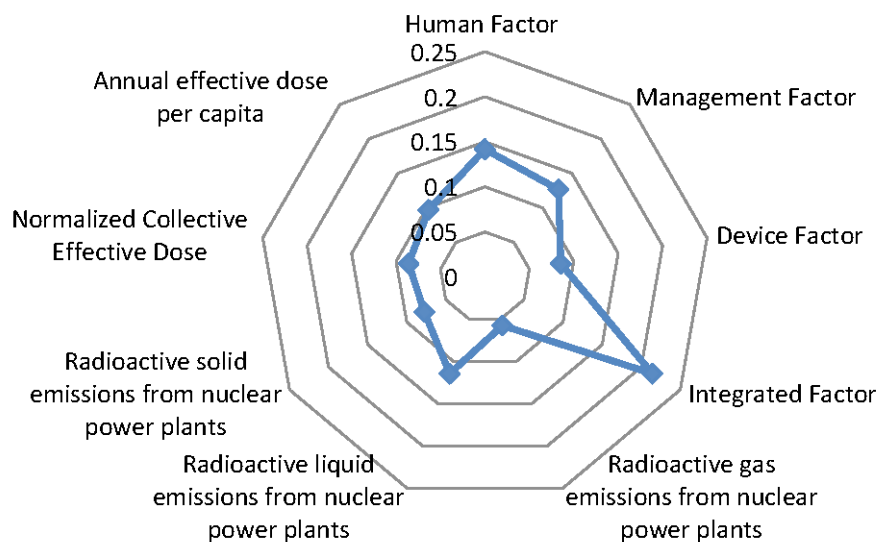 Human Factor
0.25
Annual effective dose
per capita
0.2
Management Factor
0.15
0.1
Normalized Collective
Effective Dose
0.05
Device Factor
0
Radioactive solid
emissions from nuclear
power plants
Integrated Factor
Radioactive liquid
emissions from nuclear
power plants
Radioactive gas
emissions from nuclear
power plants